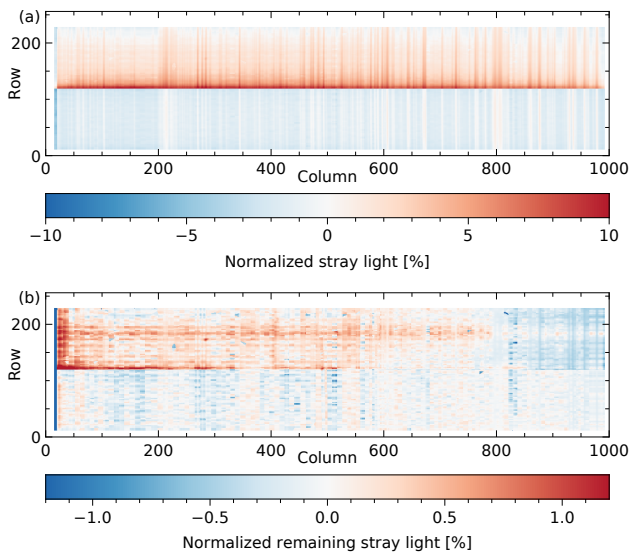 (a)
200
0
Row
0 200 400 600 800 1000
Column
−10 −5 0 5 10
Normalized stray light [%]
(b)
200
0
Row
0 200 400 600 800 1000
Column
−1.0 −0.5 0.0 0.5 1.0
Normalized remaining stray light [%]